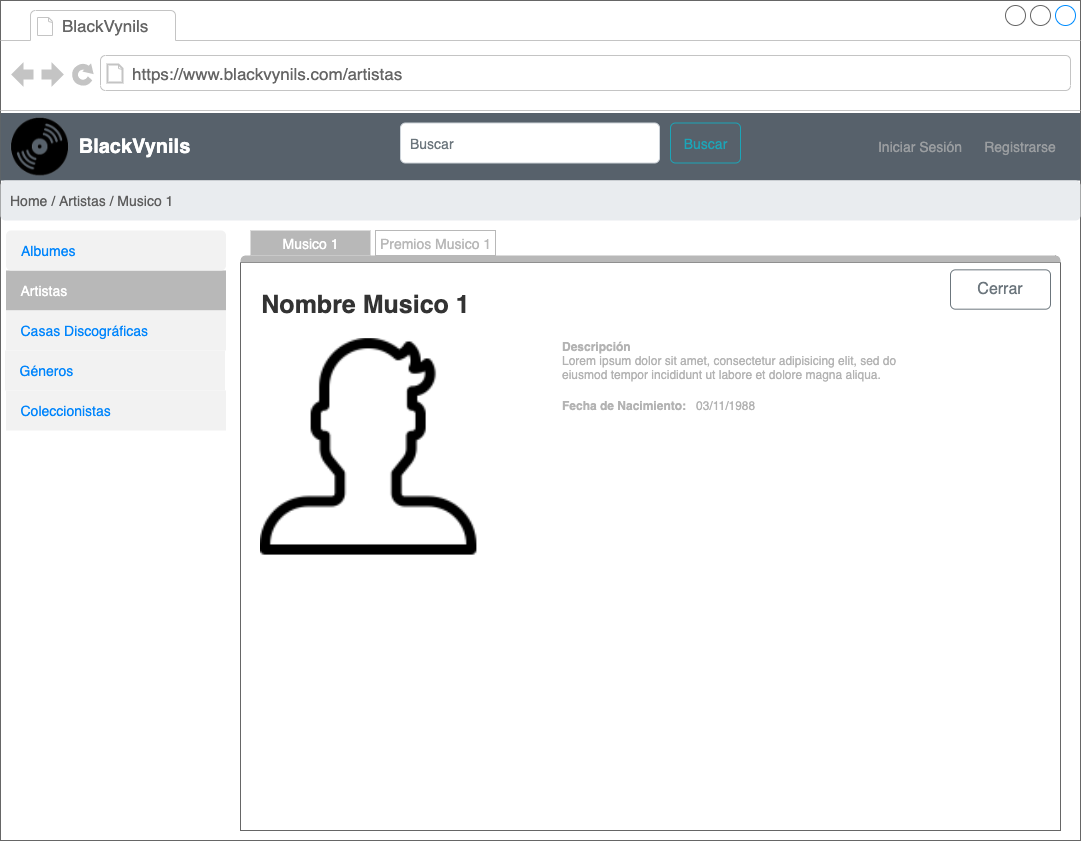 BlackVynils
https://www.blackvynils.com/artistas
BlackVynils
Buscar
Buscar
Iniciar Sesión
Registrarse
Home / Artistas / Musico 1
Albumes
Artistas
Casas Discográficas
Géneros
Coleccionistas
Musico 1
Premios Musico 1
Cerrar
Nombre Musico 1
Descripción
Lorem ipsum dolor sit amet, consectetur adipisicing elit, sed do
eiusmod tempor incididunt ut labore et dolore magna aliqua.
Fecha de Nacimiento: 03/11/1988